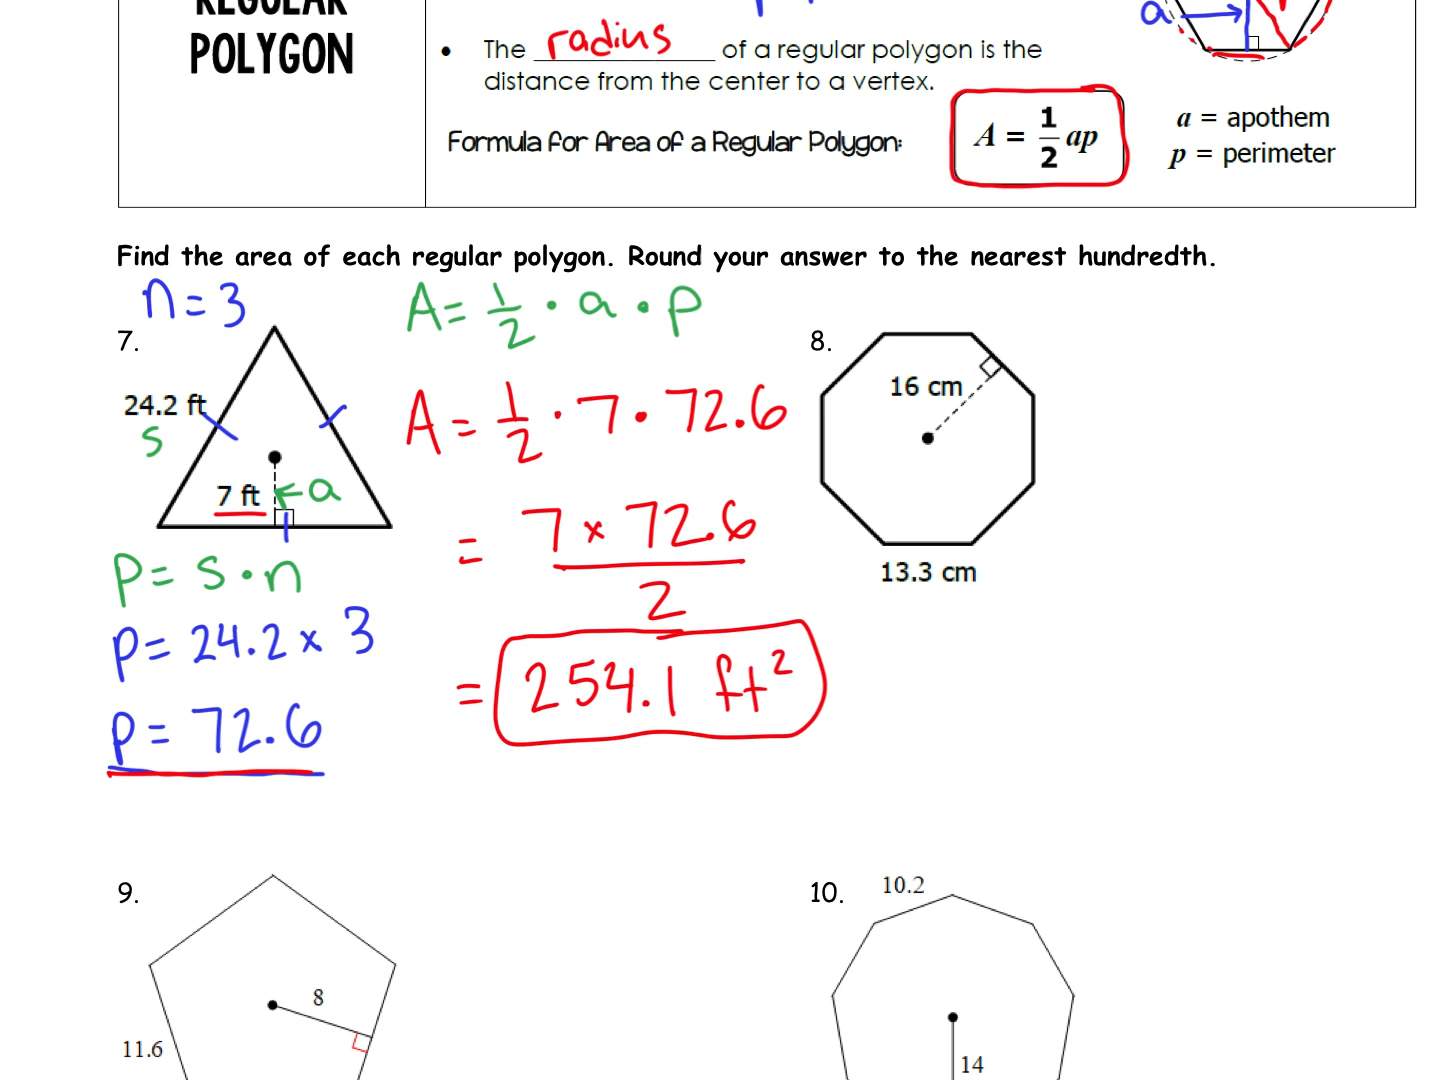 REGULAR
POLYGON
• The radius of a regular polygon is the
distance from the center to a vertex.
Formula for Area of a Regular Polygon:
A = 1/2 ap
a = apothem
p = perimeter
a
Find the area of each regular polygon. Round your answer to the nearest hundredth.
n = 3
7.
24.2 ft
s
7 ft
a
P = s · n
p = 24.2 x 3
p = 72.6
A = 1/2 · a · p
A = 1/2 · 7 · 72.6
= 7 x 72.6 / 2
= 254.1 ft²
8.
16 cm
13.3 cm
9.
8
11.6
10.
10.2
14